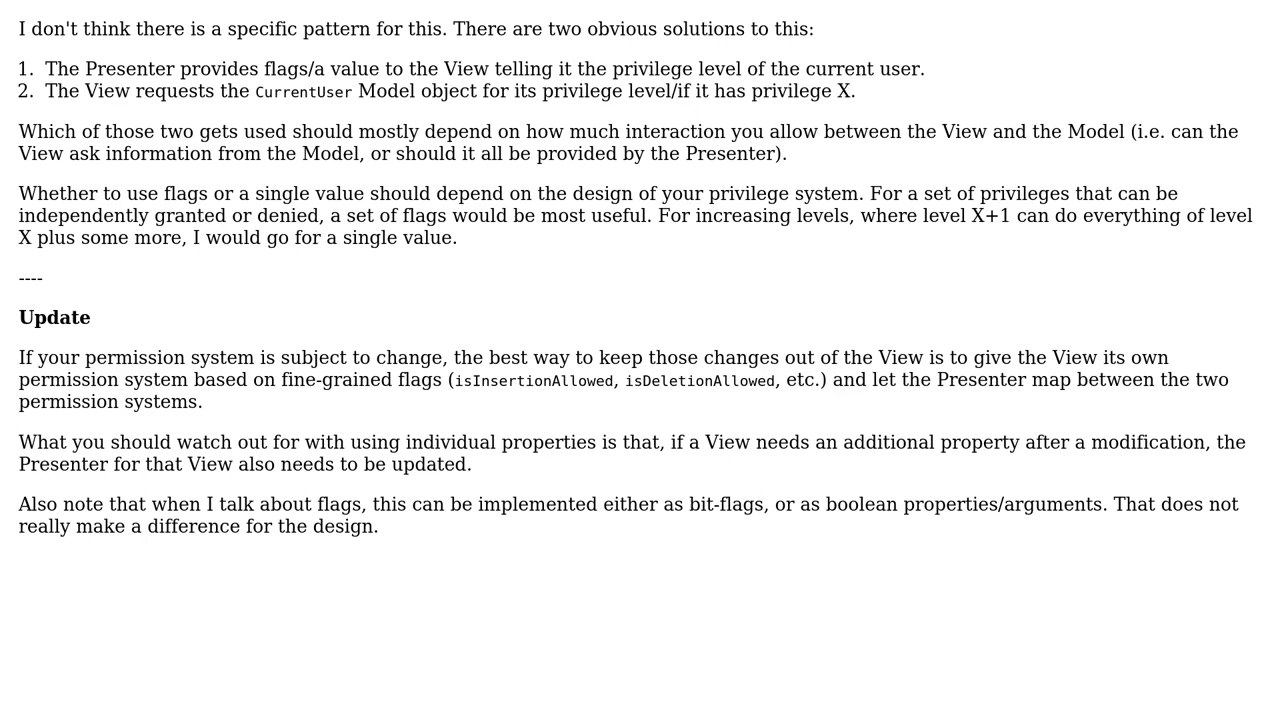 I don't think there is a specific pattern for this. There are two obvious solutions to this:
1. The Presenter provides flags/a value to the View telling it the privilege level of the current user.
2. The View requests the CurrentUser Model object for its privilege level/if it has privilege X.
Which of those two gets used should mostly depend on how much interaction you allow between the View and the Model (i.e. can the
View ask information from the Model, or should it all be provided by the Presenter).
Whether to use flags or a single value should depend on the design of your privilege system. For a set of privileges that can be
independently granted or denied, a set of flags would be most useful. For increasing levels, where level X+1 can do everything of level
X plus some more, I would go for a single value.
----
Update
If your permission system is subject to change, the best way to keep those changes out of the View is to give the View its own
permission system based on fine-grained flags (isInsertionAllowed, isDeletionAllowed, etc.) and let the Presenter map between the two
permission systems.
What you should watch out for with using individual properties is that, if a View needs an additional property after a modification, the
Presenter for that View also needs to be updated.
Also note that when I talk about flags, this can be implemented either as bit-flags, or as boolean properties/arguments. That does not
really make a difference for the design.